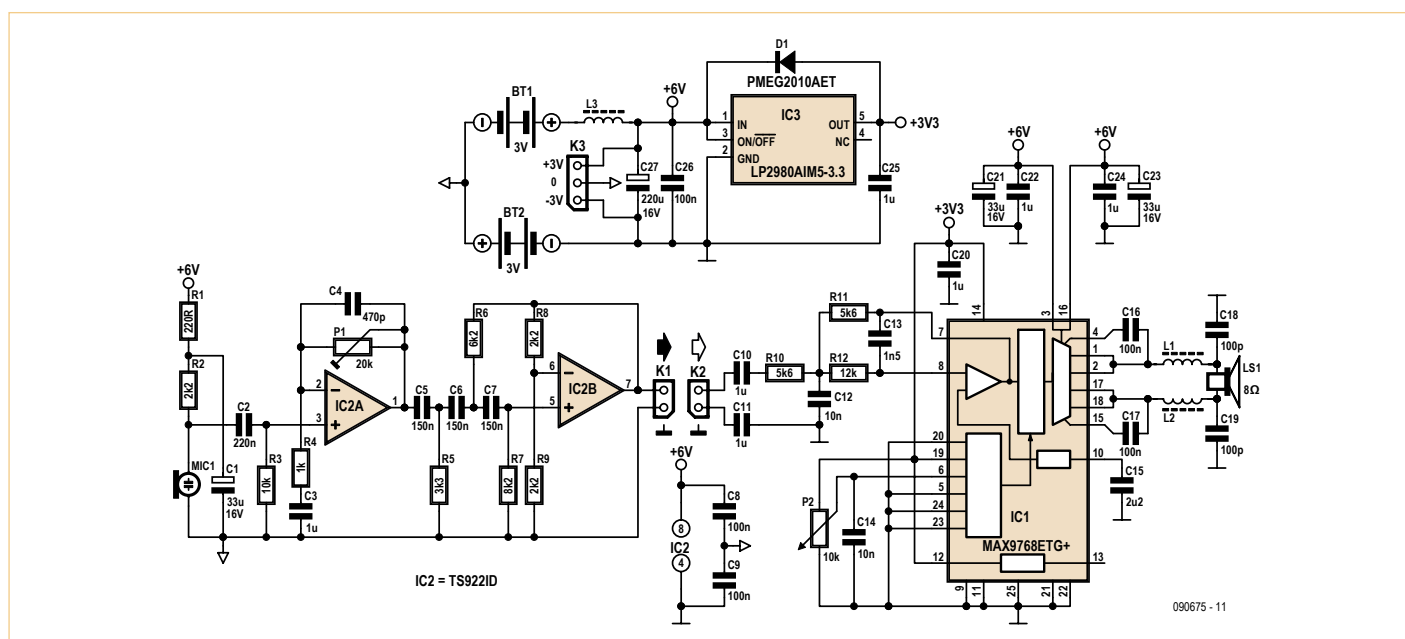 D1
PMEG2010AET
+6V
BT1
L3
3V
IC3
1
IN
OUT
5
+3V3
3
ON/OFF
NC
4
2
GND
LP2980AIM5-3.3
K3
+3V
0
-3V
C27
220u
16V
C26
100n
C25
1u
BT2
3V
+6V
+6V
C21
33u
16V
C22
1u
C24
1u
C23
33u
16V
+3V3
C20
1u
+6V
R1
220R
R2
2k2
C2
220n
MIC1
C1
33u
16V
R3
10k
C4
470p
P1
20k
2
3
1
IC2A
R4
1k
C3
1u
C5
150n
C6
150n
C7
150n
R5
3k3
R6
6k2
R7
8k2
R8
2k2
R9
2k2
6
5
7
IC2B
K1
K2
C10
1u
C11
1u
R10
5k6
R11
5k6
R12
12k
C13
1n5
C12
10n
+6V
8
IC2
4
C8
100n
C9
100n
IC2 = TS922ID
P2
10k
C14
10n
14
3
16
7
8
20
19
6
5
24
23
12
4
1
2
17
18
15
10
13
9
11
25
21
22
IC1
MAX9768ETG+
C16
100n
C17
100n
L1
L2
C18
100p
C19
100p
LS1
8Ω
C15
2u2
090675 - 11